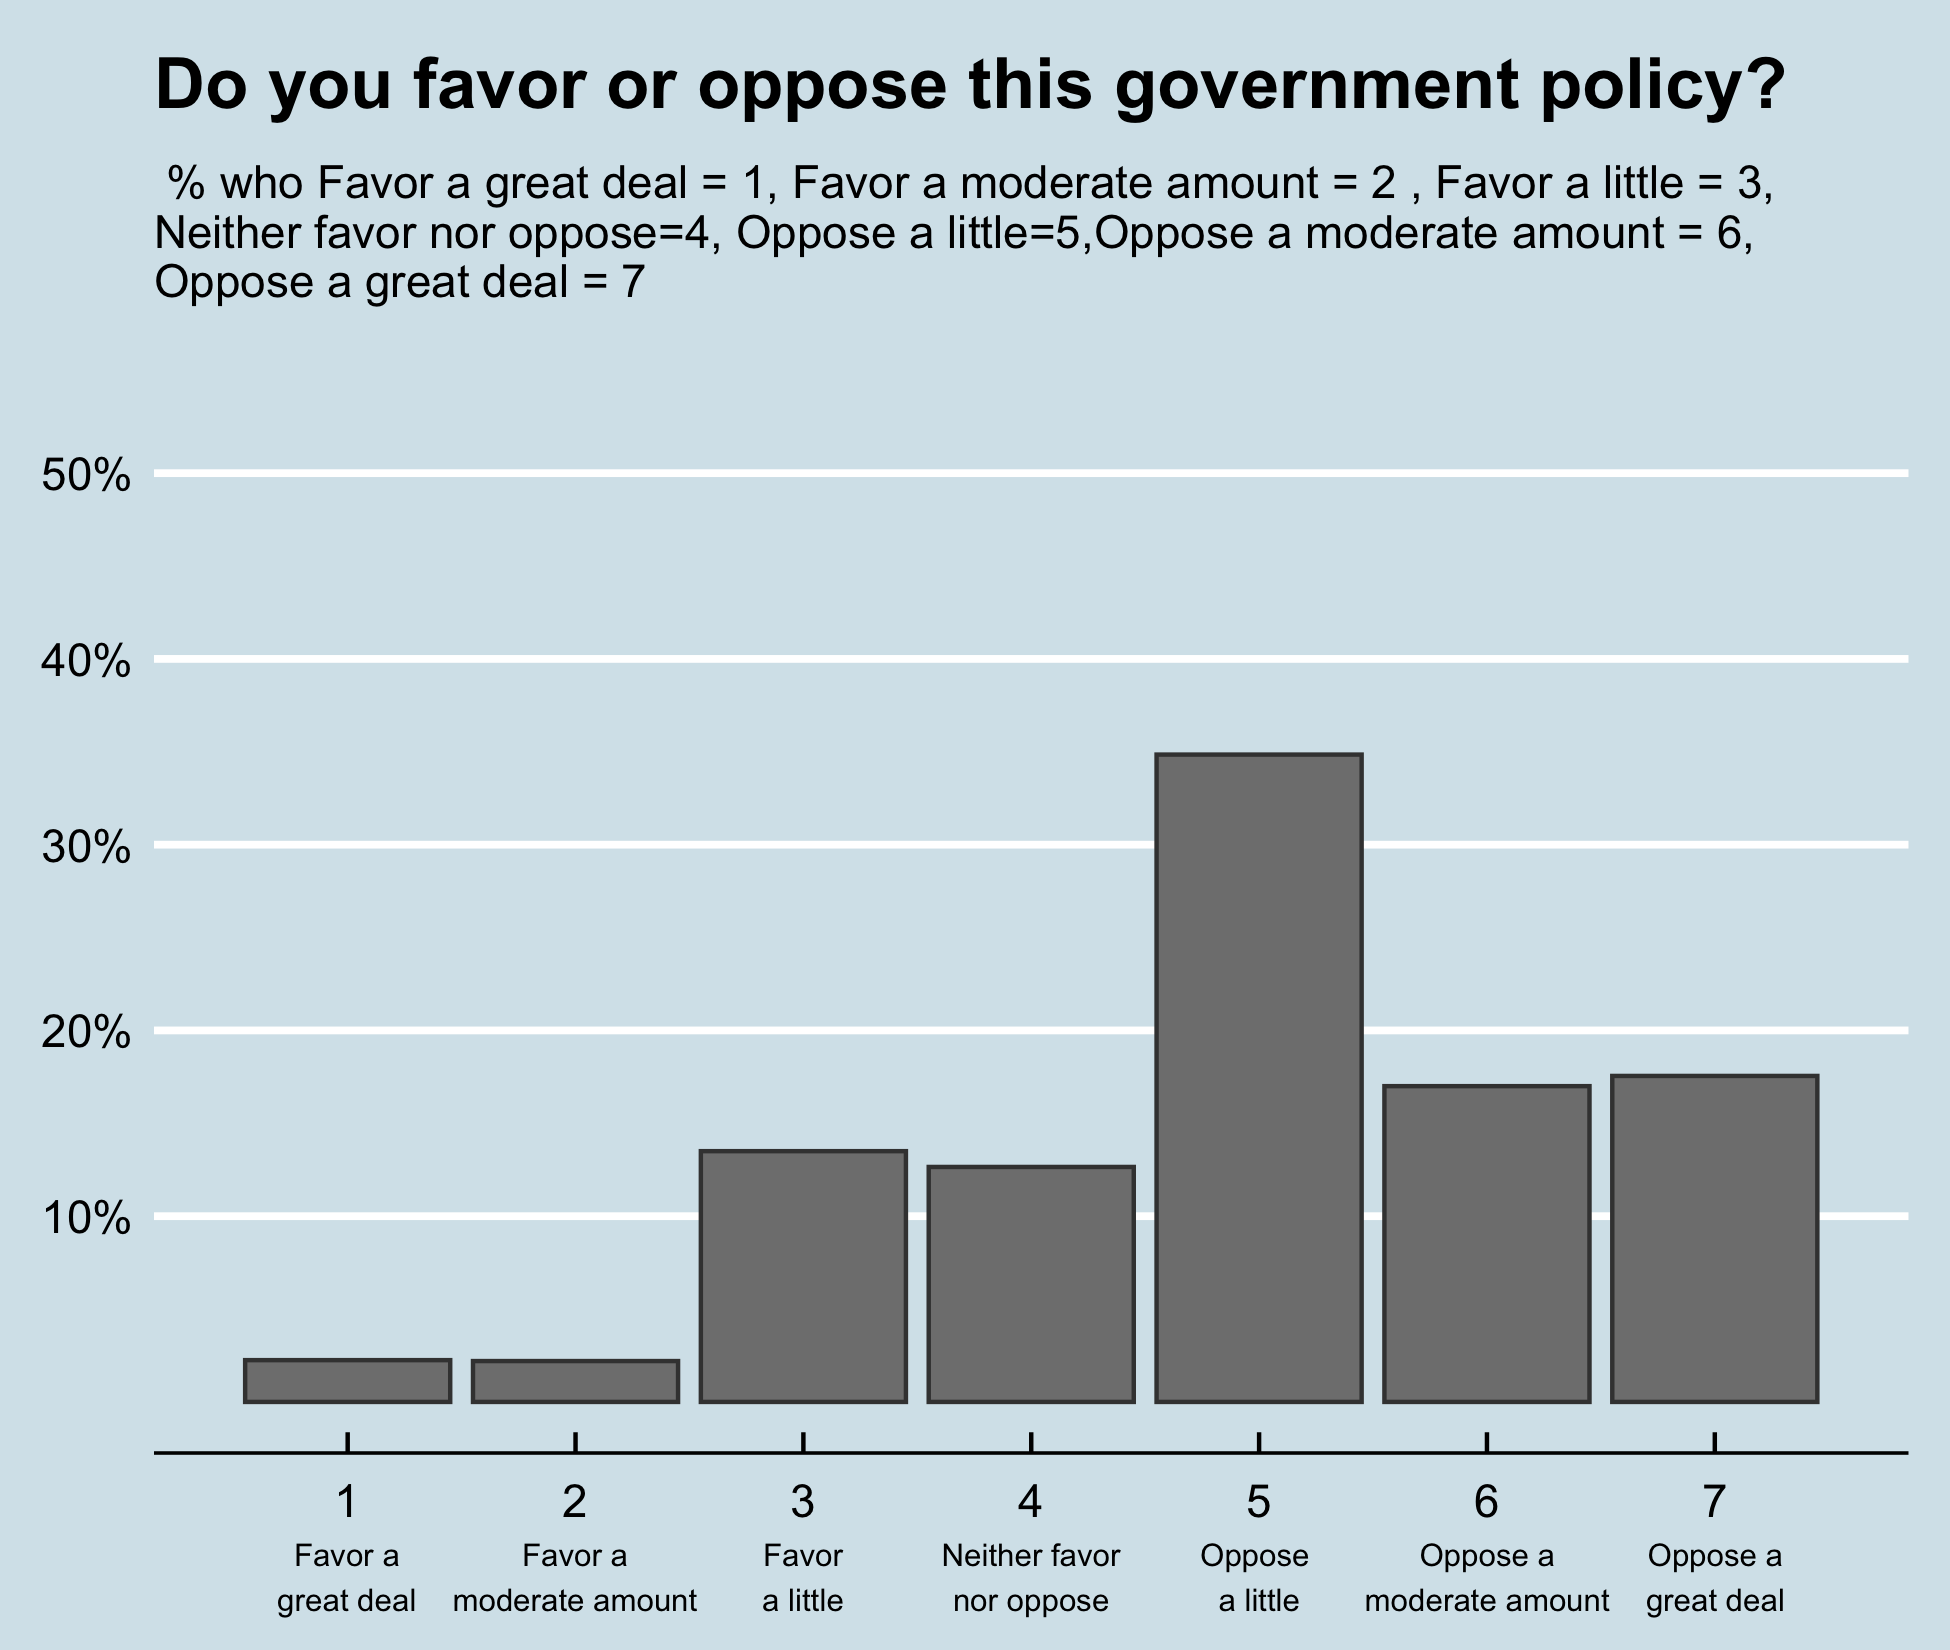 Do you favor or oppose this government policy?
% who Favor a great deal = 1, Favor a moderate amount = 2 , Favor a little = 3,
Neither favor nor oppose=4, Oppose a little=5,Oppose a moderate amount = 6,
Oppose a great deal = 7
50%
40%
30%
20%
10%
1 2 3 4 5 6 7
Favor a Favor a Favor Neither favor Oppose Oppose a Oppose a
great deal moderate amount a little nor oppose a little moderate amount great deal